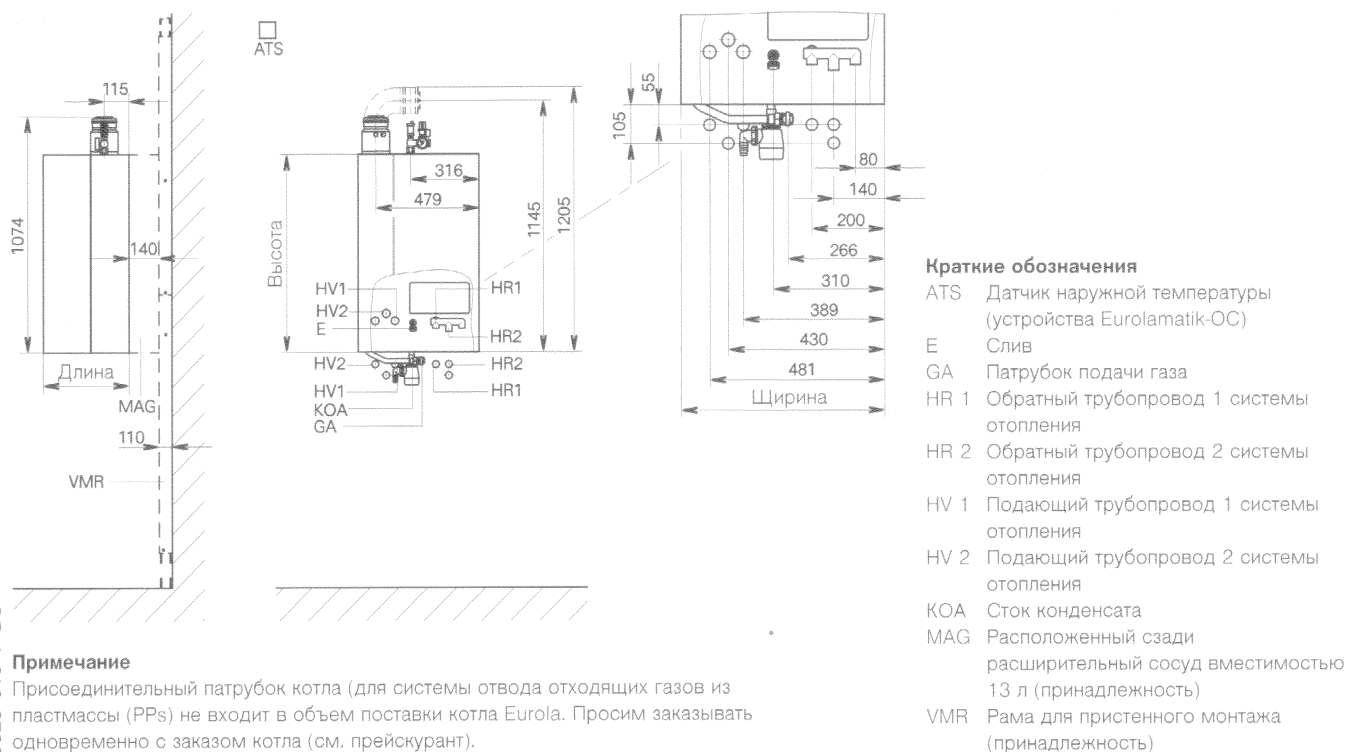 ATS
115
1074
140
Длина
MAG
110
VMR
316
479
Высота
1145
1205
HV1
HV2
E
HR1
HR2
HV2
HV1
KOA
GA
HR2
HR1
55
105
80
140
200
266
310
389
430
481
Щирина
Краткие обозначения
ATS Датчик наружной температуры
(устройства Eurolamatik-OC)
E Слив
GA Патрубок подачи газа
HR 1 Обратный трубопровод 1 системы
отопления
HR 2 Обратный трубопровод 2 системы
отопления
HV 1 Подающий трубопровод 1 системы
отопления
HV 2 Подающий трубопровод 2 системы
отопления
KOA Сток конденсата
MAG Расположенный сзади
расширительный сосуд вместимостью
13 л (принадлежность)
VMR Рама для пристенного монтажа
(принадлежность)
Примечание
Присоединительный патрубок котла (для системы отвода отходящих газов из
пластмассы (PPs) не входит в объем поставки котла Eurola. Просим заказывать
одновременно с заказом котла (см. прейскурант).